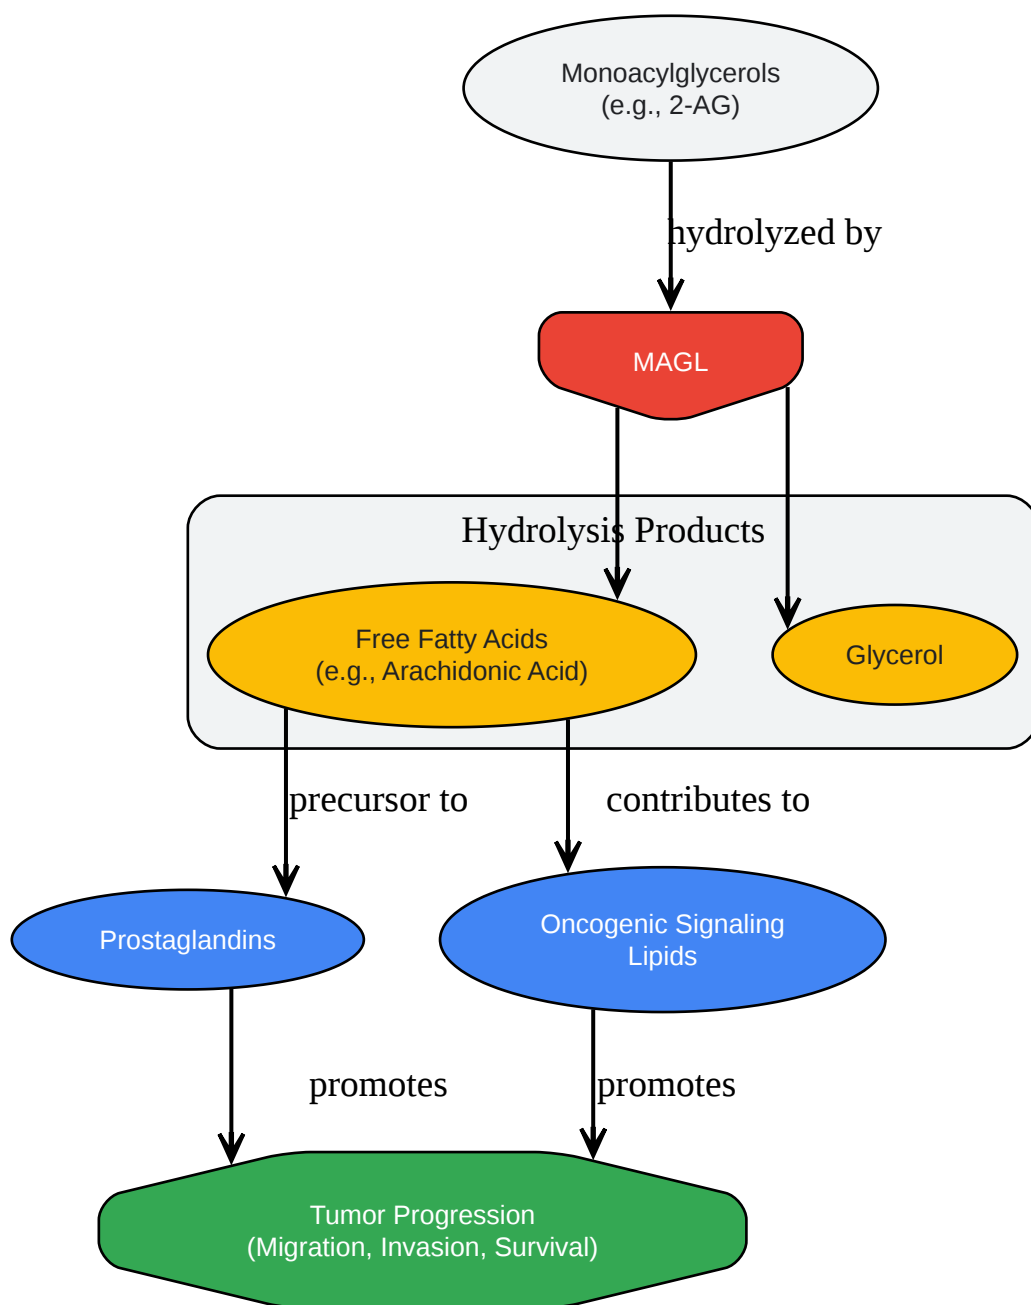 Monoacylglycerols
(e.g., 2-AG)
hydrolyzed by
MAGL
Hydrolysis Products
Free Fatty Acids
(e.g., Arachidonic Acid)
Glycerol
precursor to
contributes to
Prostaglandins
Oncogenic Signaling
Lipids
promotes
promotes
Tumor Progression
(Migration, Invasion, Survival)